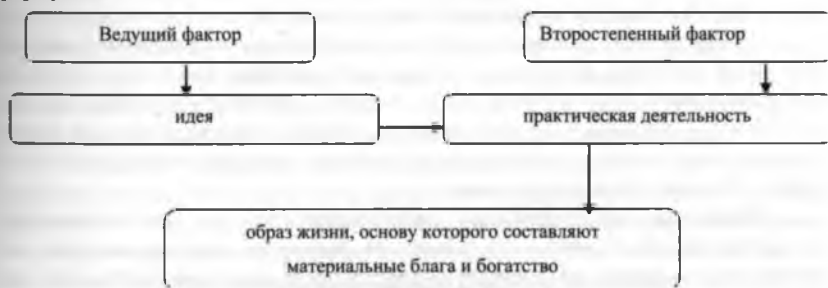 Ведущий фактор
Второстепенный фактор
идея
практическая деятельность
образ жизни, основу которого составляют
материальные блага и богатство